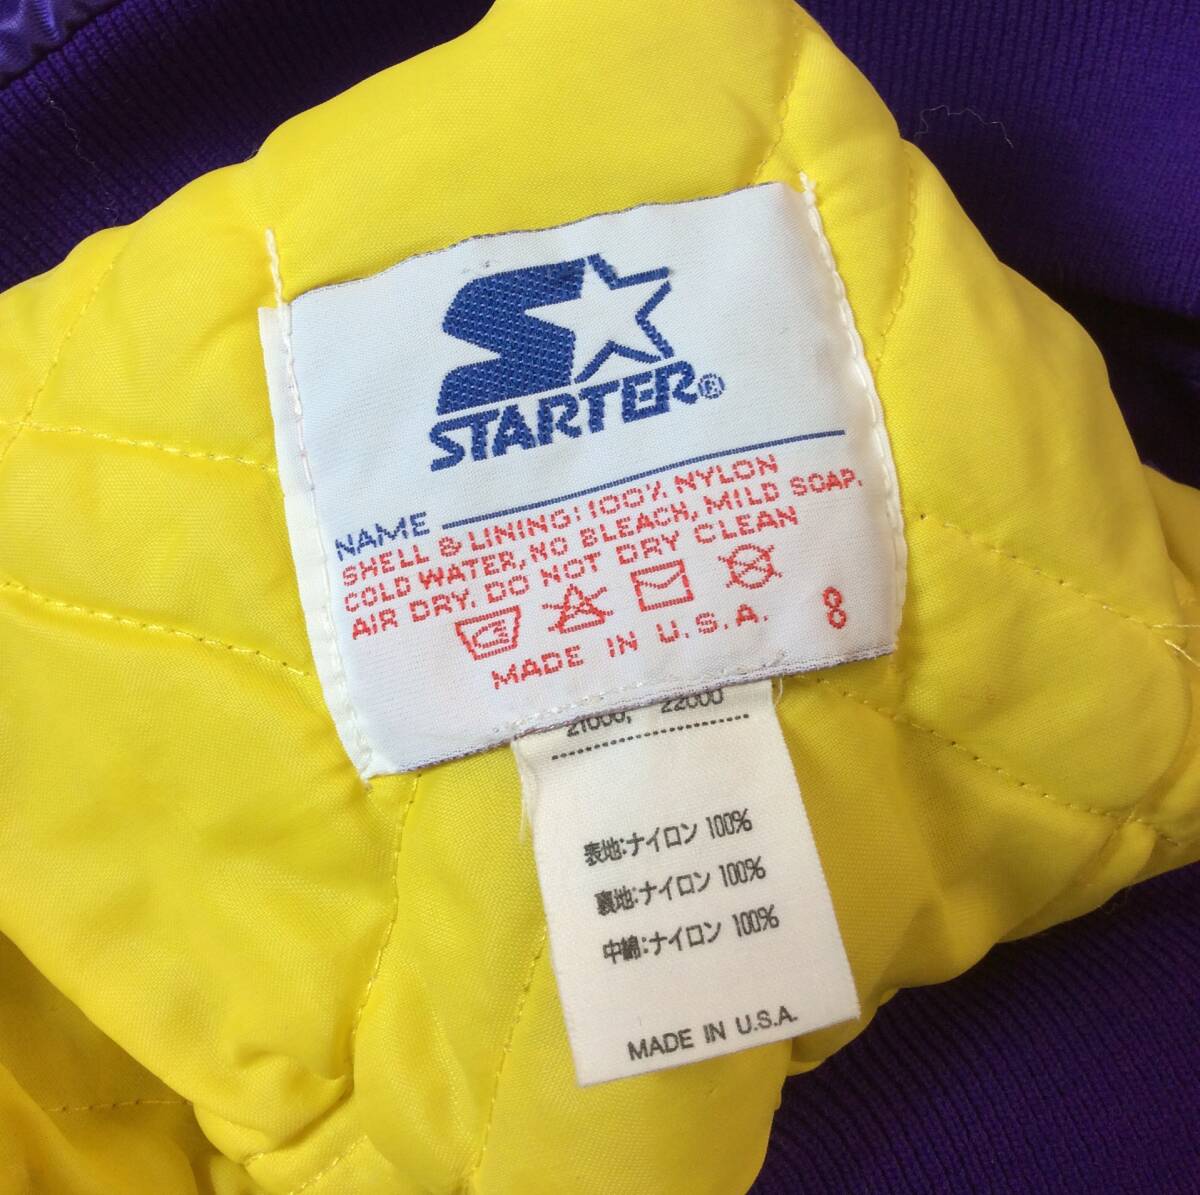 STARTER®
NAME
SHELL & LINING: 100% NYLON
COLD WATER, NO BLEACH, MILD SOAP.
AIR DRY. DO NOT DRY CLEAN
MADE IN U.S.A. 8
21000, 22000
表地:ナイロン 100%
裏地:ナイロン 100%
中綿:ナイロン 100%
MADE IN U.S.A.